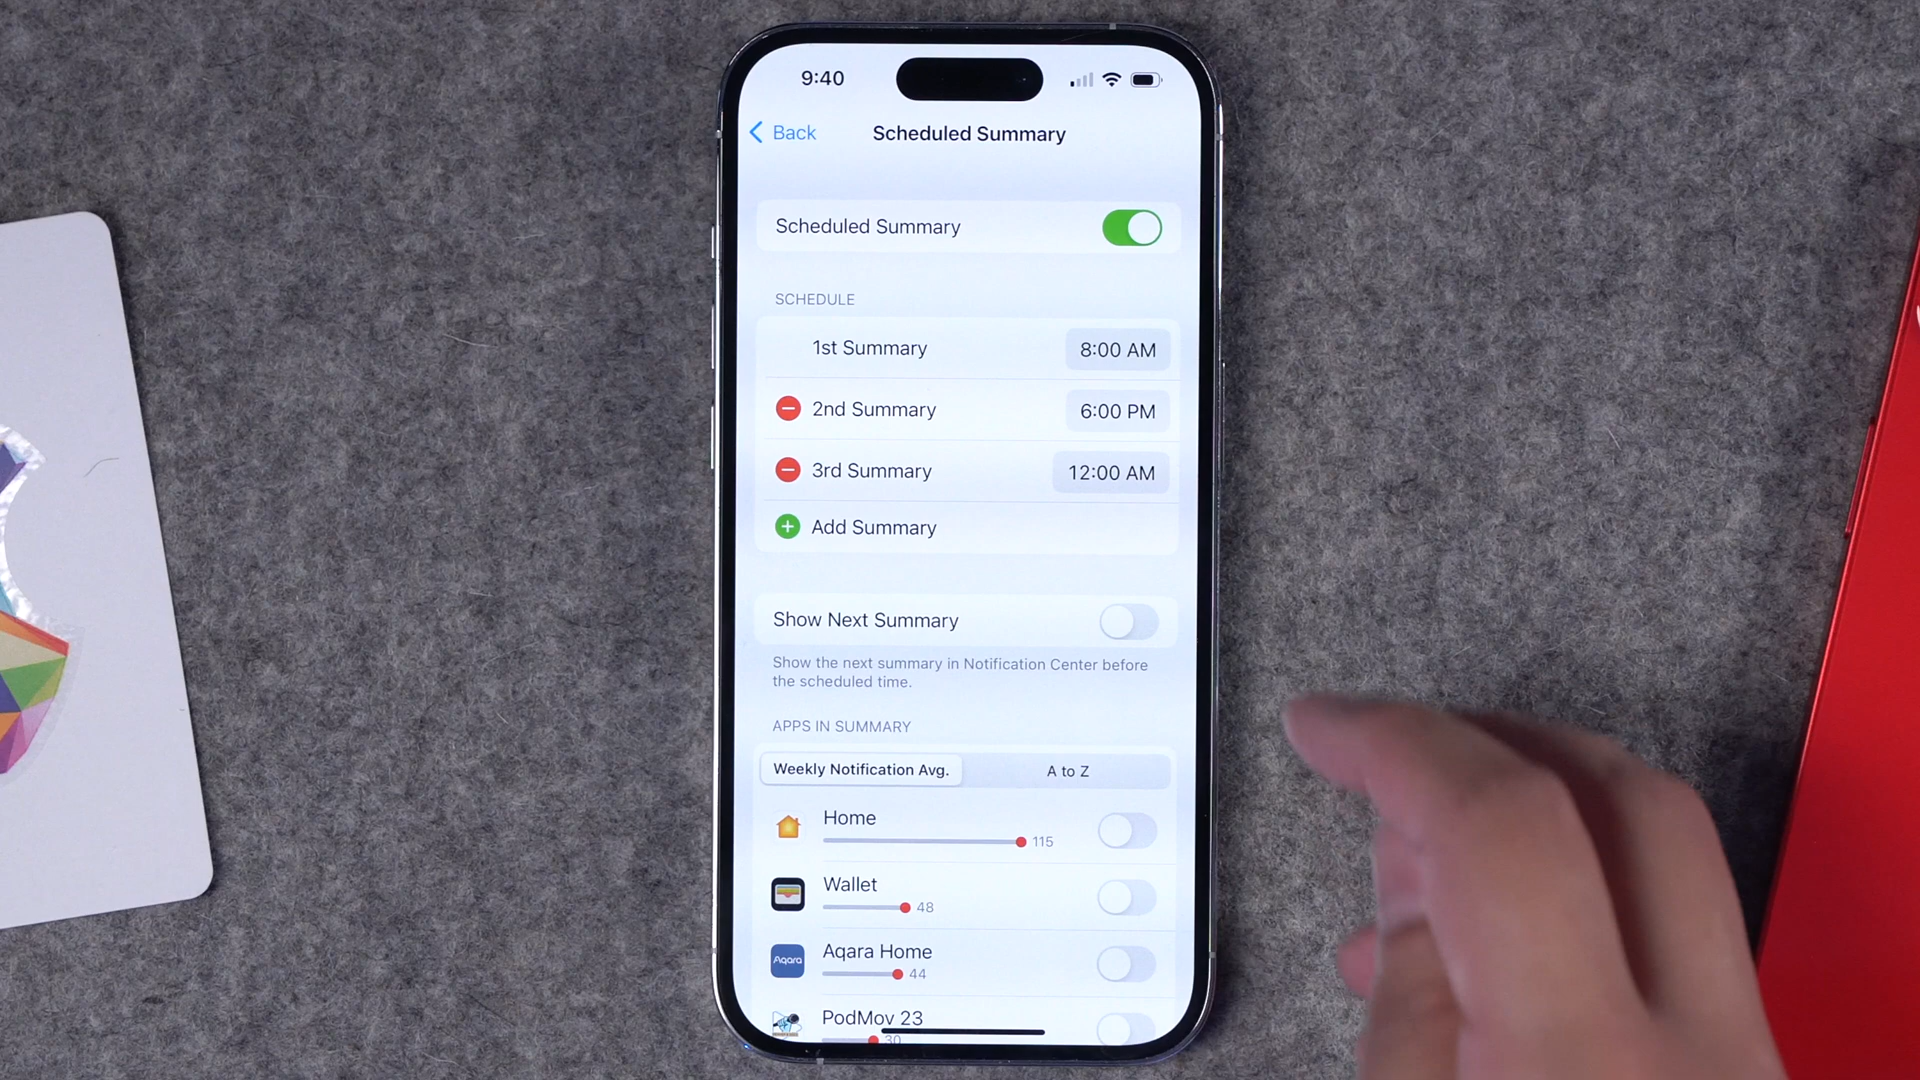 9:40
Back
Scheduled Summary
Scheduled Summary
SCHEDULE
1st Summary
8:00 AM
2nd Summary
6:00 PM
3rd Summary
12:00 AM
Add Summary
Show Next Summary
Show the next summary in Notification Center before
the scheduled time.
APPS IN SUMMARY
Weekly Notification Avg.
A to Z
Home
115
Wallet
48
Aqara
Aqara Home
44
PodMov 23
30